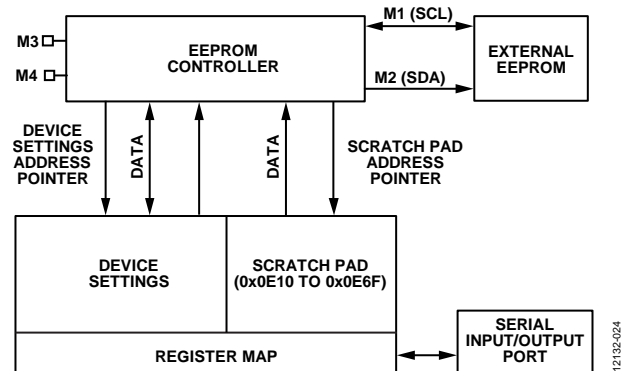 M3
M4
EEPROM
CONTROLLER
M1 (SCL)
M2 (SDA)
EXTERNAL
EEPROM
DEVICE
SETTINGS
ADDRESS
POINTER
DATA
DATA
SCRATCH PAD
ADDRESS
POINTER
DEVICE
SETTINGS
SCRATCH PAD
(0x0E10 TO 0x0E6F)
REGISTER MAP
SERIAL
INPUT/OUTPUT
PORT
12132-024